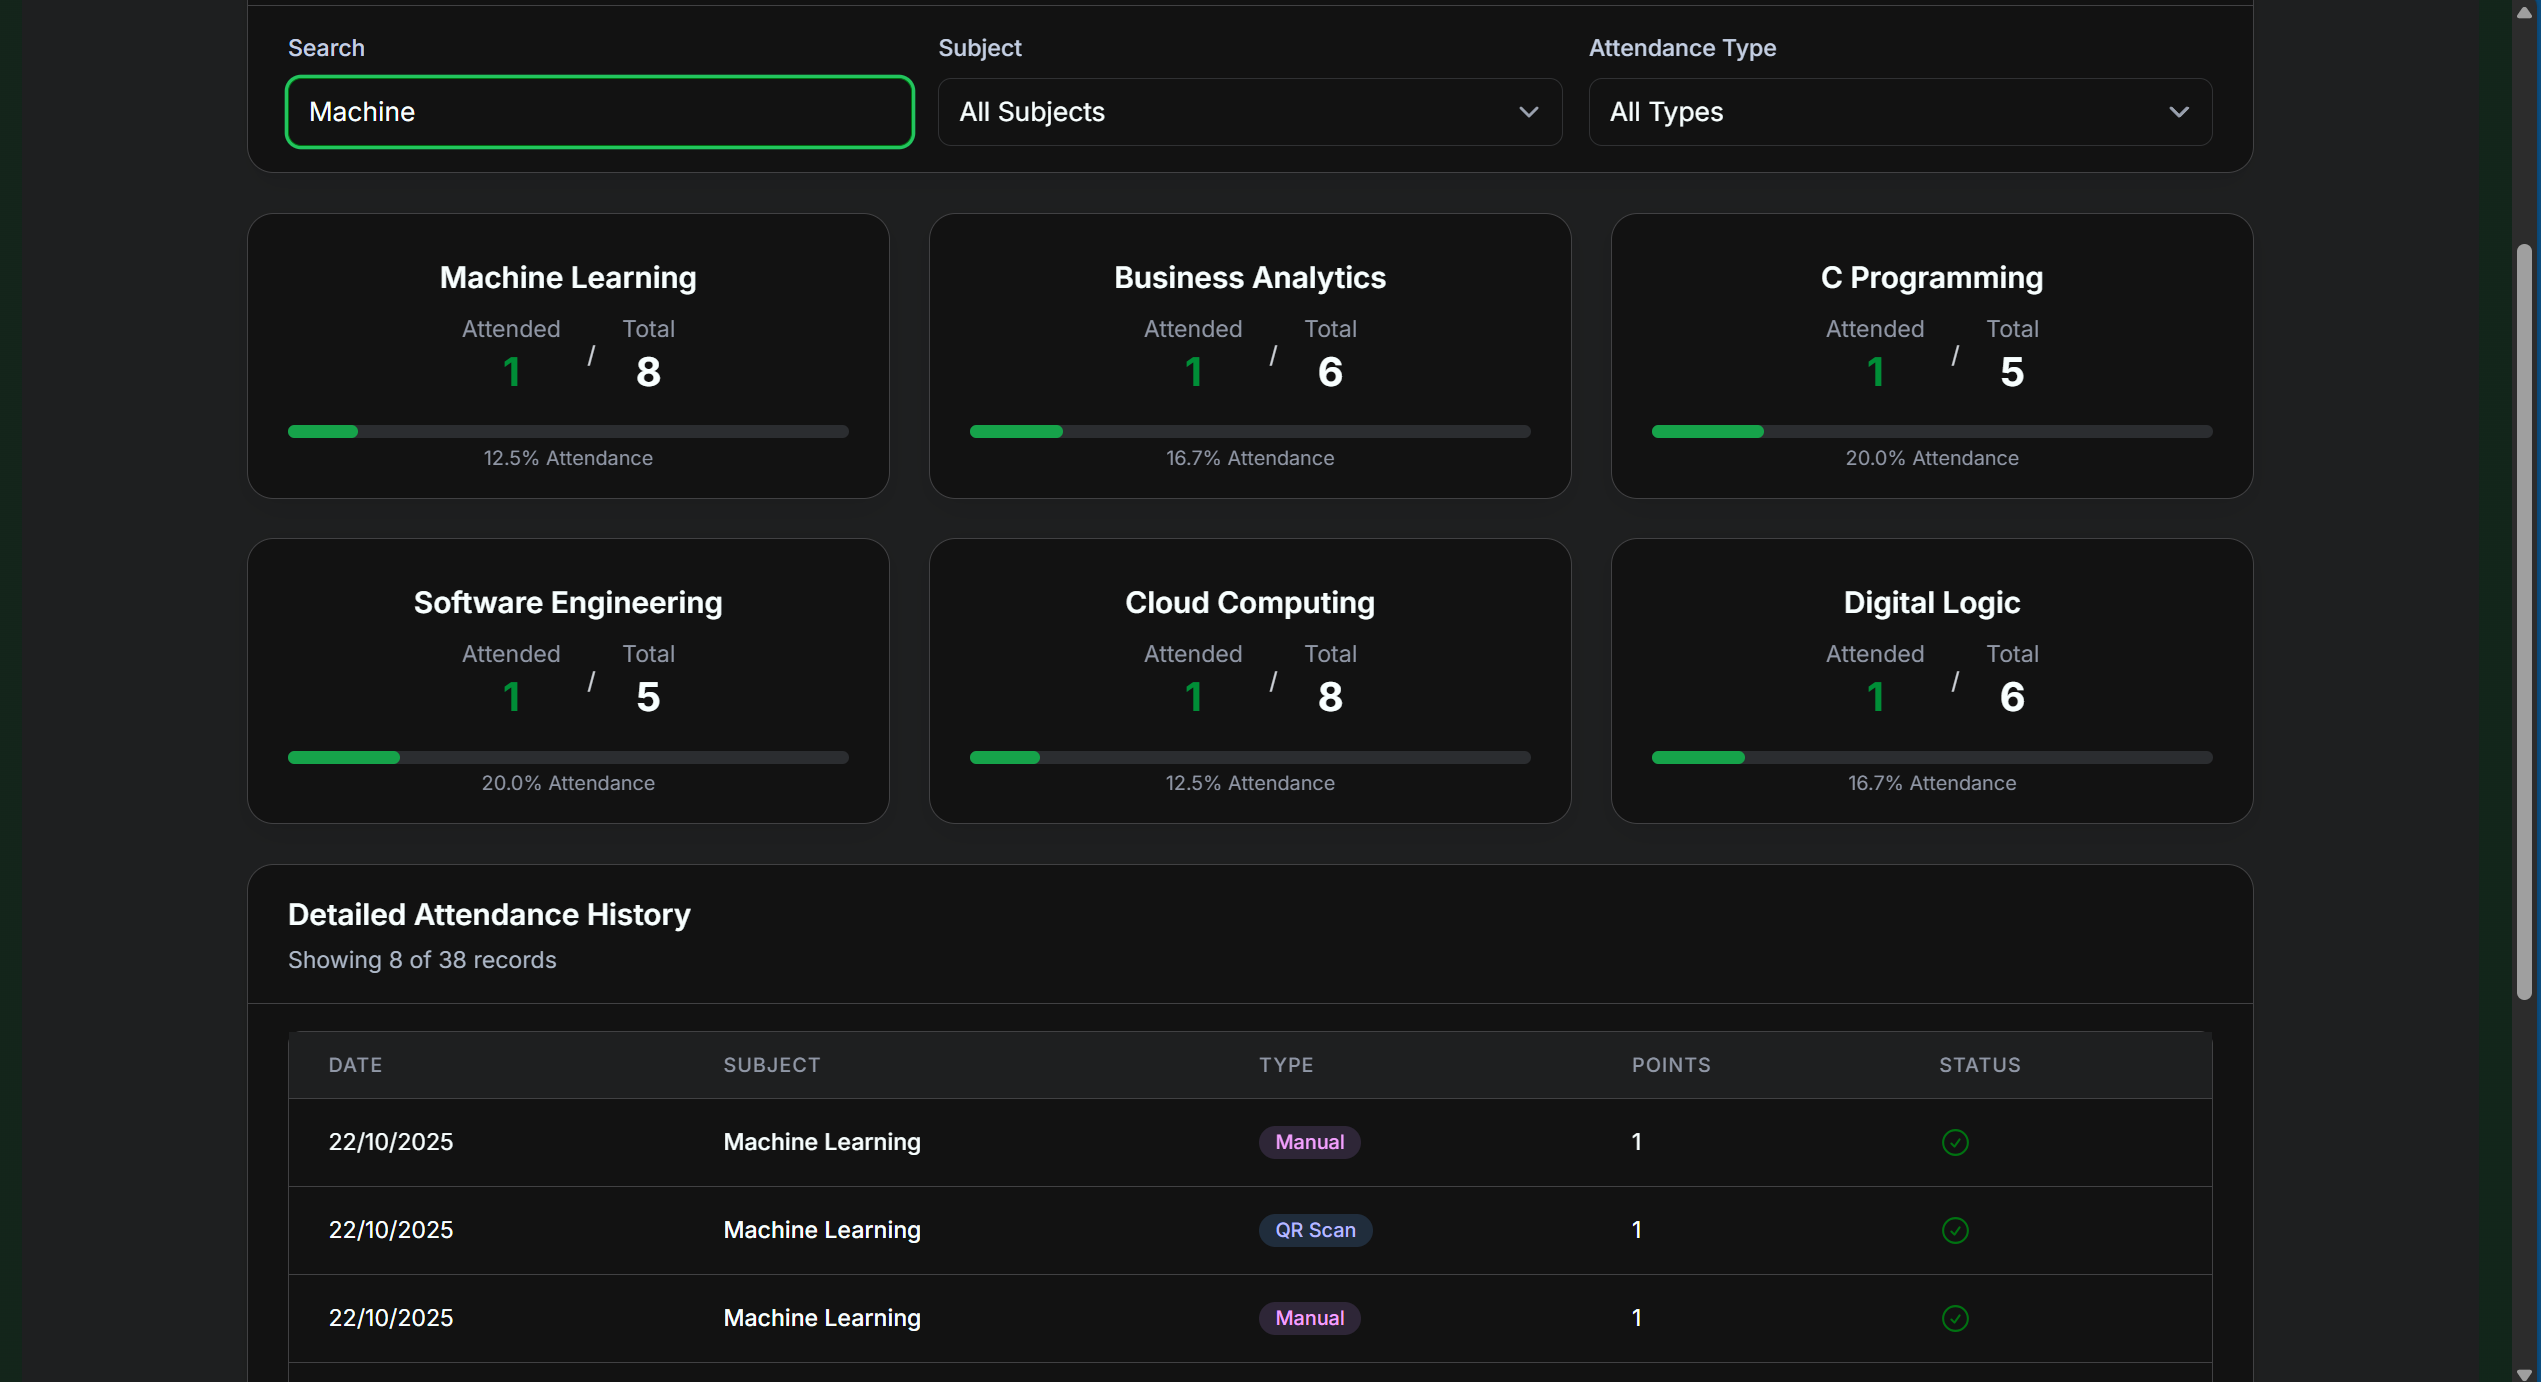 Search Subject Attendance Type
Machine All Subjects All Types
Machine Learning
Attended / Total
1 8
12.5% Attendance
Business Analytics
Attended / Total
1 6
16.7% Attendance
C Programming
Attended / Total
1 5
20.0% Attendance
Software Engineering
Attended / Total
1 5
20.0% Attendance
Cloud Computing
Attended / Total
1 8
12.5% Attendance
Digital Logic
Attended / Total
1 6
16.7% Attendance
Detailed Attendance History
Showing 8 of 38 records
DATE SUBJECT TYPE POINTS STATUS
22/10/2025 Machine Learning Manual 1
22/10/2025 Machine Learning QR Scan 1
22/10/2025 Machine Learning Manual 1